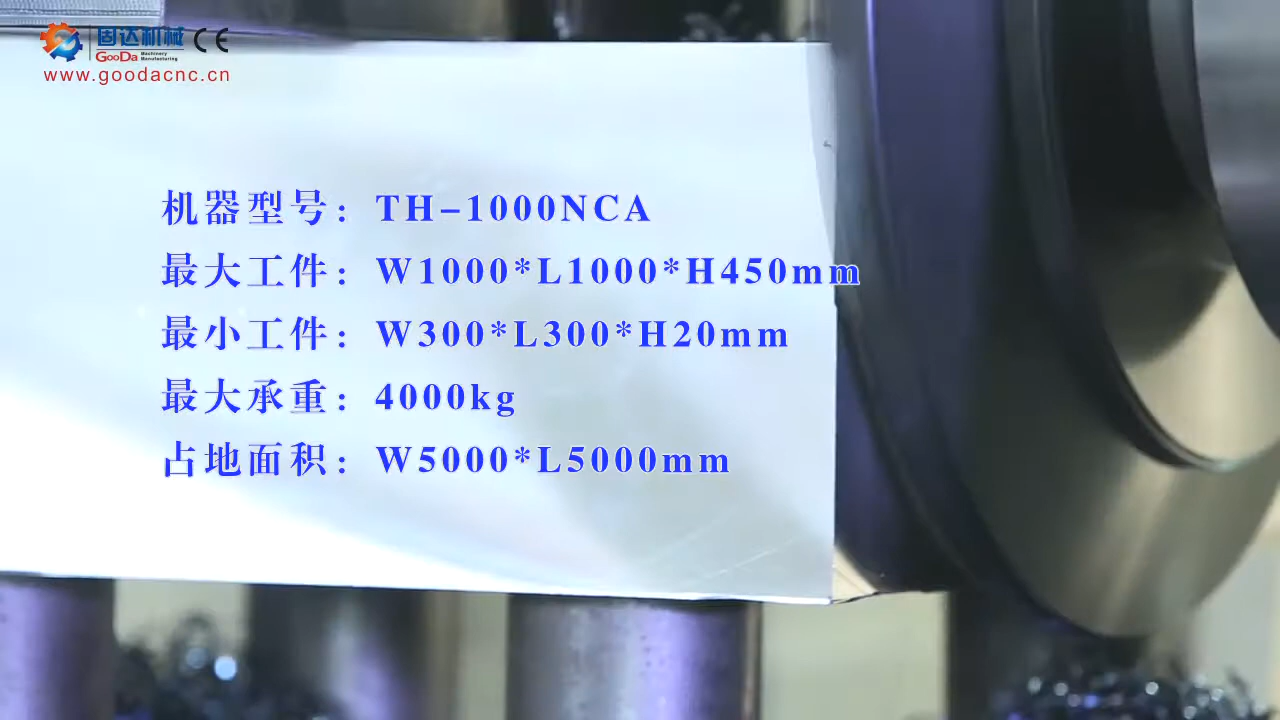 固达机械 CE
GooDa Machinery Manufacturing
www.goodacnc.cn
机器型号：TH-1000NCA
最大工件：W1000*L1000*H450mm
最小工件：W300*L300*H20mm
最大承重：4000kg
占地面积：W5000*L5000mm